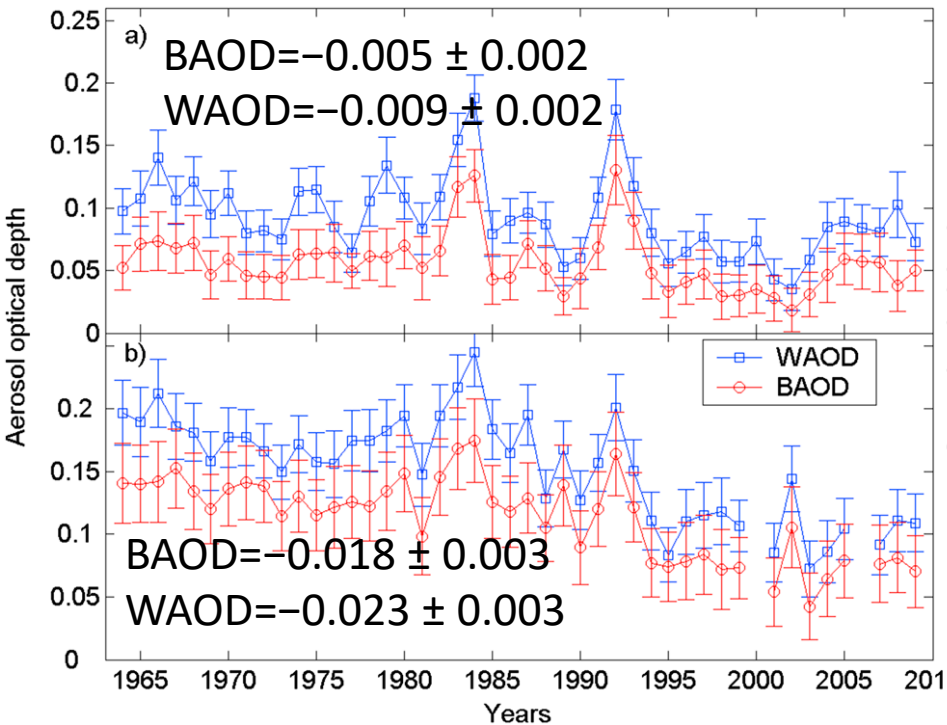 0.25
a)
BAOD=−0.005 ± 0.002
0.2
WAOD=−0.009 ± 0.002
0.15
0.1
0.05
0
Aerosol optical depth
b)
WAOD
BAOD
0.2
0.15
0.1
BAOD=−0.018 ± 0.003
0.05
WAOD=−0.023 ± 0.003
0
1965 1970 1975 1980 1985 1990 1995 2000 2005 201
Years